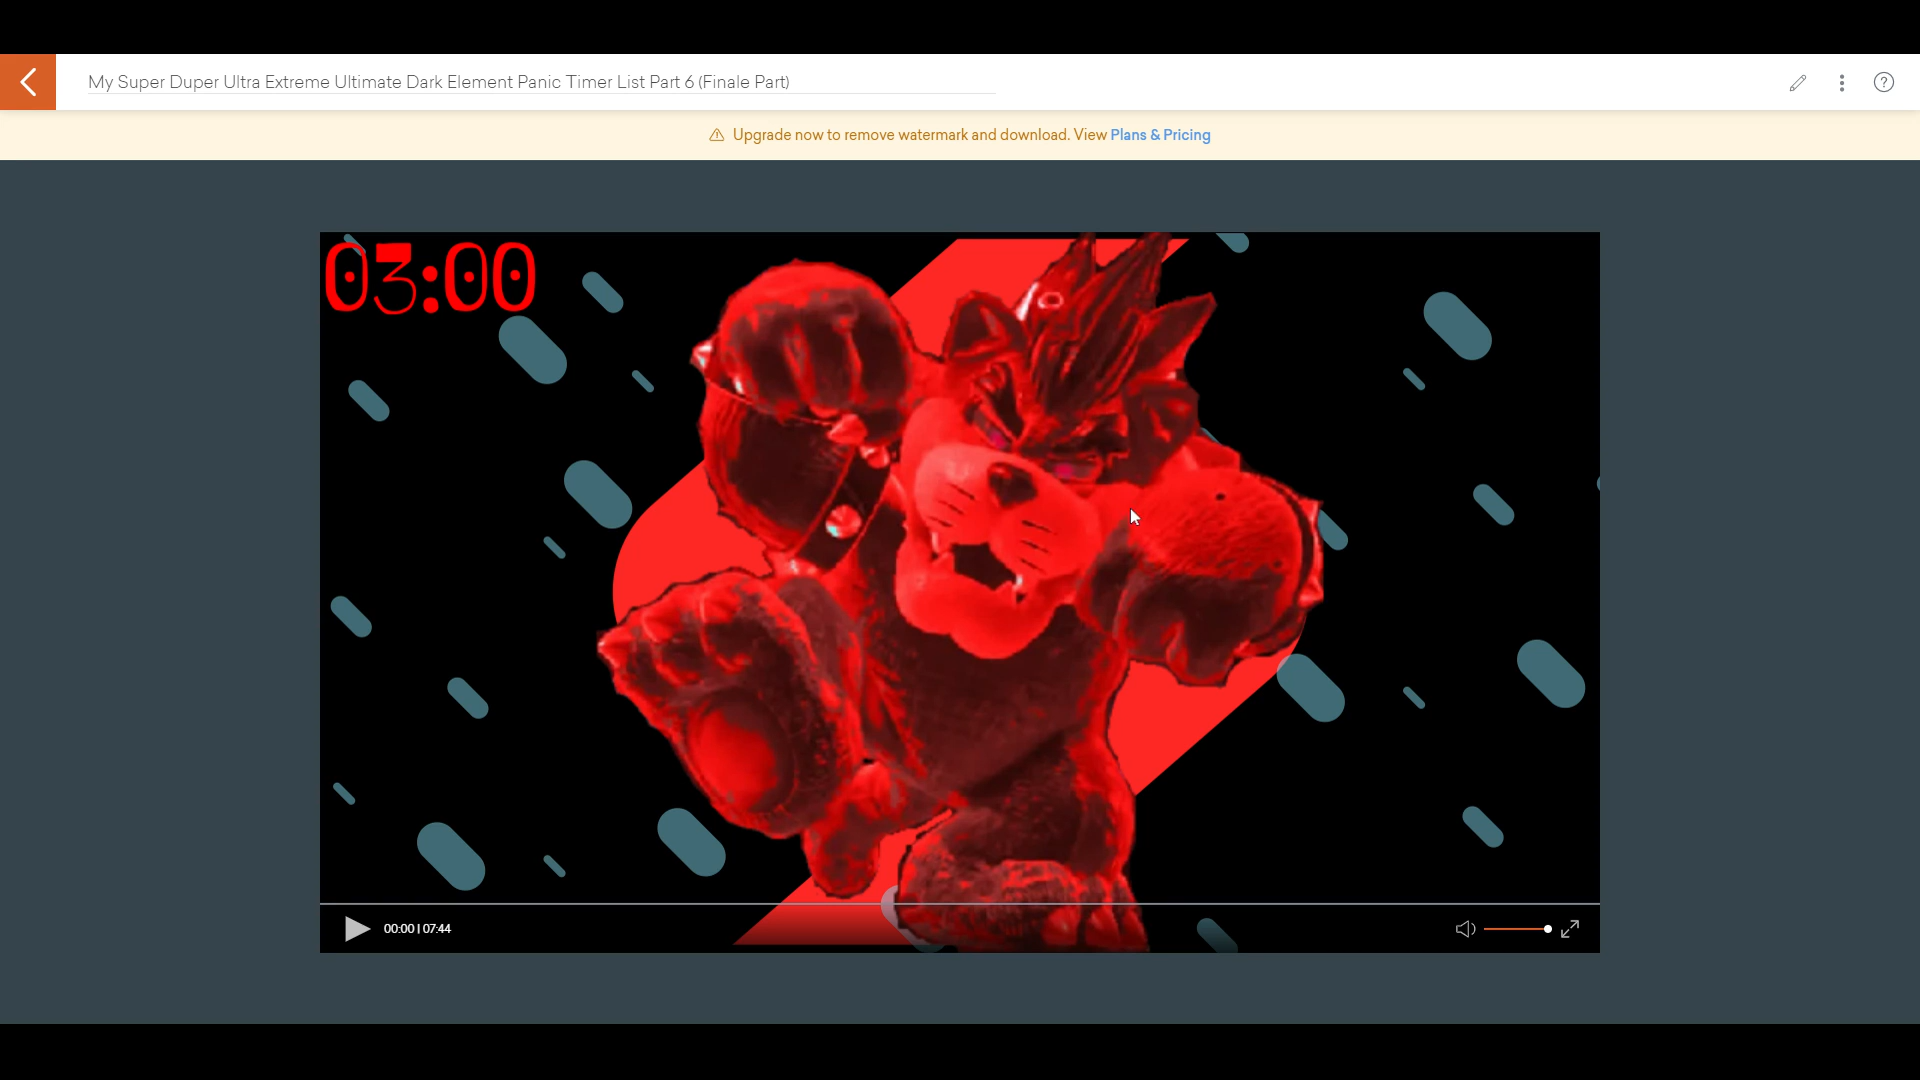 My Super Duper Ultra Extreme Ultimate Dark Element Panic Timer List Part 6 (Finale Part)
Upgrade now to remove watermark and download. View Plans & Pricing
03:00
00:00 | 07:44